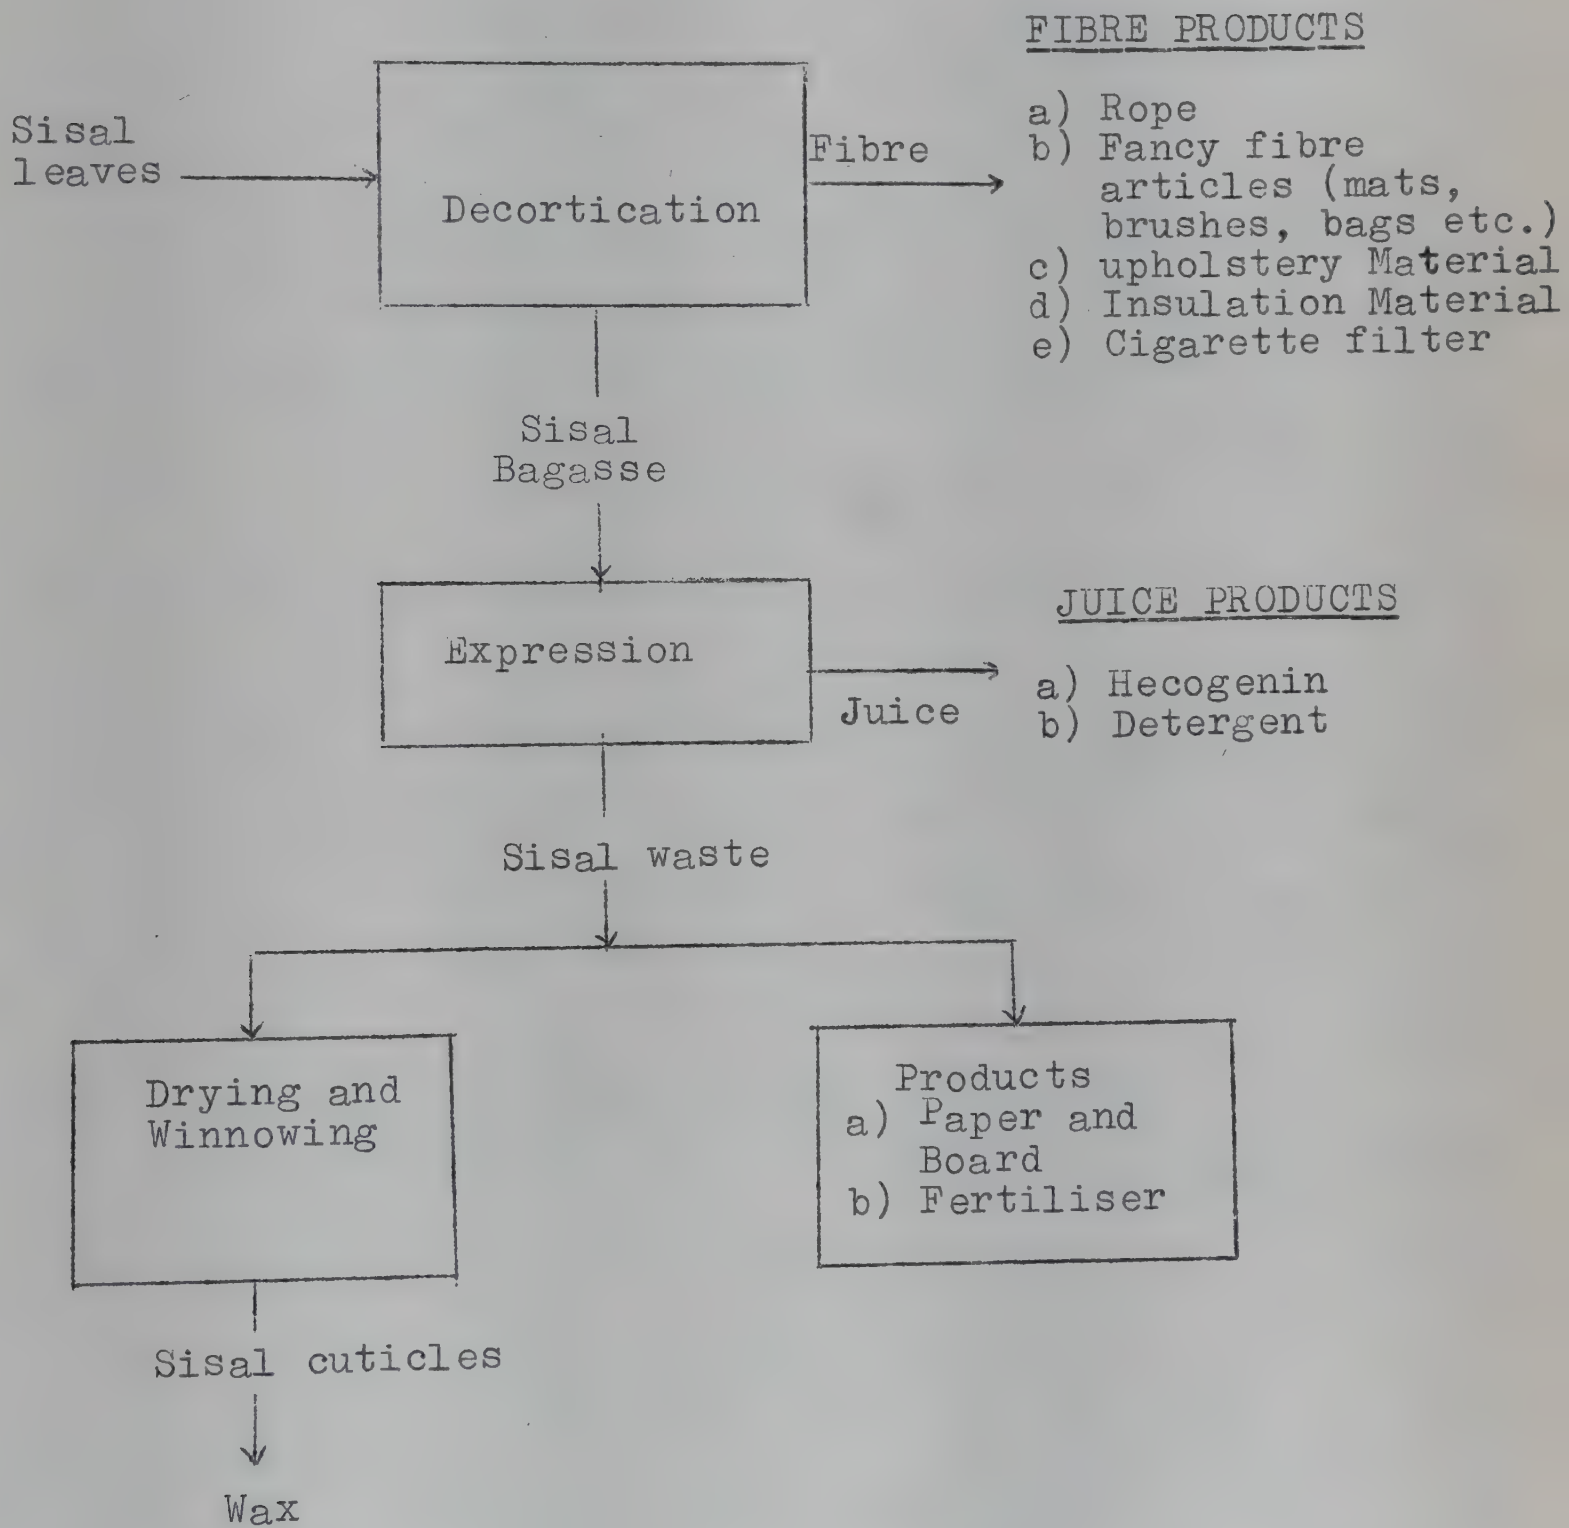 FIBRE PRODUCTS
Sisal
leaves
Decortication
Fibre
a) Rope
b) Fancy fibre
articles (mats,
brushes, bags etc.)
c) upholstery Material
d) Insulation Material
e) Cigarette filter
Sisal
Bagasse
Expression
Juice
JUICE PRODUCTS
a) Hecogenin
b) Detergent
Sisal waste
Drying and
Winnowing
Products
a) Paper and
Board
b) Fertiliser
Sisal cuticles
Wax